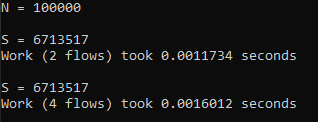 N = 100000
S = 6713517
Work (2 flows) took 0.0011734 seconds
S = 6713517
Work (4 flows) took 0.0016012 seconds